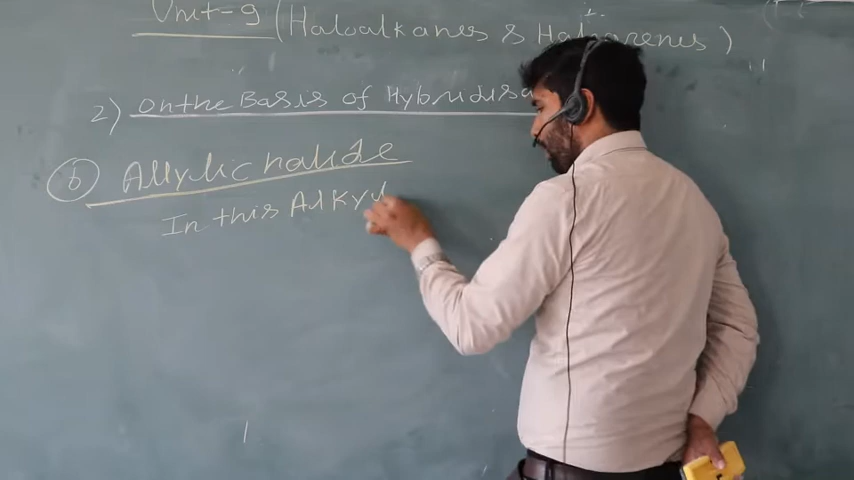 Unit-9 (Haloalkanes & Haloarenes)
2) On the Basis of Hybridisa
(b) Allylic halide
In this Alkyl